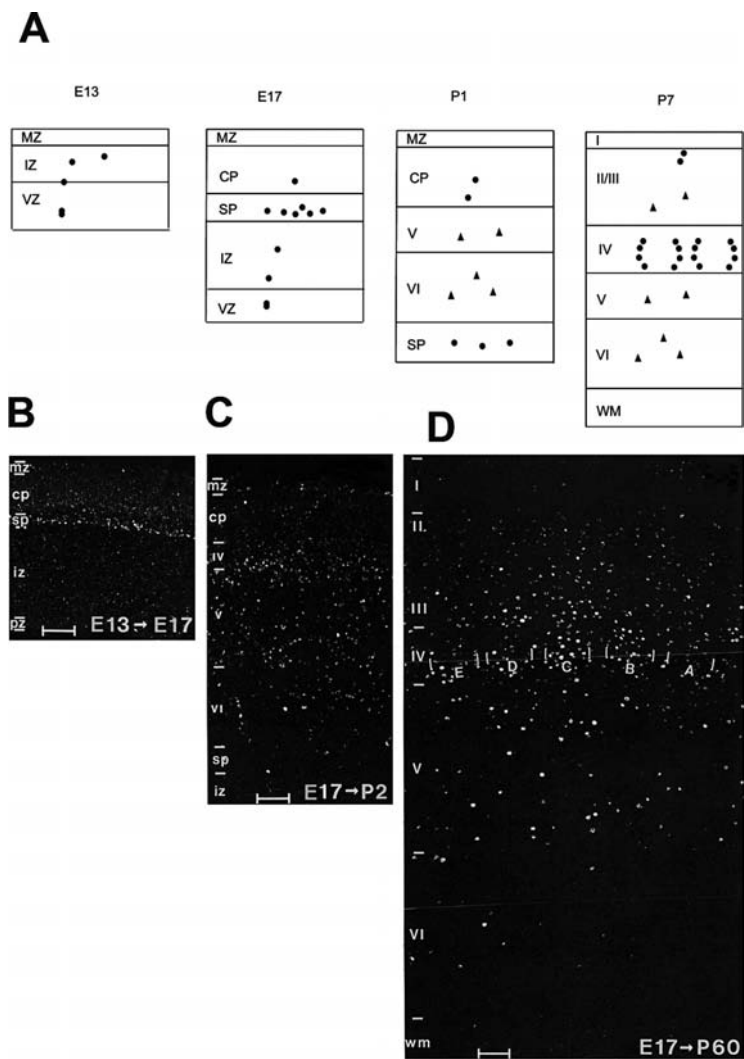 A
E13
E17
P1
P7
MZ
IZ
VZ
MZ
CP
SP
IZ
VZ
MZ
CP
V
VI
SP
I
II/III
IV
V
VI
WM
B
mz
cp
sp
iz
pz
E13→E17
C
mz
cp
IV
V
VI
sp
iz
E17→P2
D
I
II
III
IV
E D C B A
V
VI
wm
E17→P60